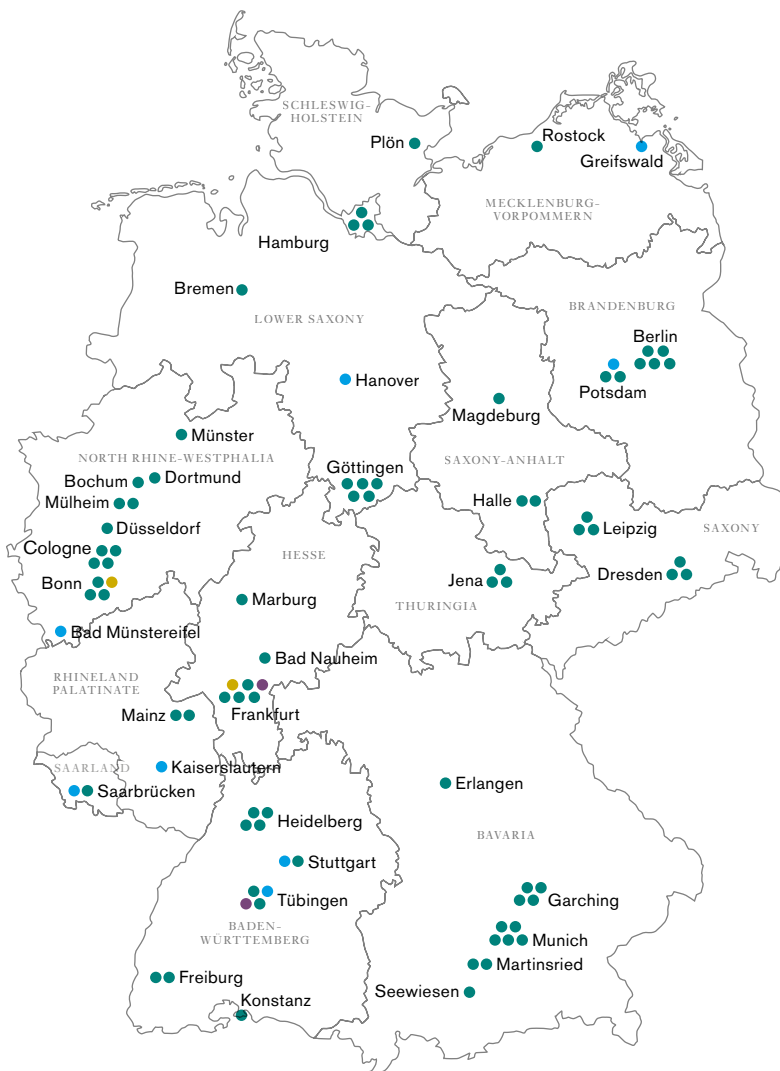 SCHLESWIG-
HOLSTEIN
Plön
Rostock
Greifswald
MECKLENBURG-
VORPOMMERN
Hamburg
Bremen
LOWER SAXONY
BRANDENBURG
Berlin
Potsdam
Hanover
Magdeburg
Münster
NORTH RHINE-WESTPHALIA
Göttingen
SAXONY-ANHALT
Bochum
Dortmund
Mülheim
Halle
Düsseldorf
Leipzig
SAXONY
Cologne
HESSE
Bonn
Jena
Dresden
Marburg
THURINGIA
Bad Münstereifel
Bad Nauheim
RHINELAND
PALATINATE
Mainz
Frankfurt
SAARLAND
Kaiserslautern
Saarbrücken
Erlangen
Heidelberg
BAVARIA
Stuttgart
Tübingen
Garching
BADEN-
WÜRTTEMBERG
Munich
Martinsried
Freiburg
Seewiesen
Konstanz